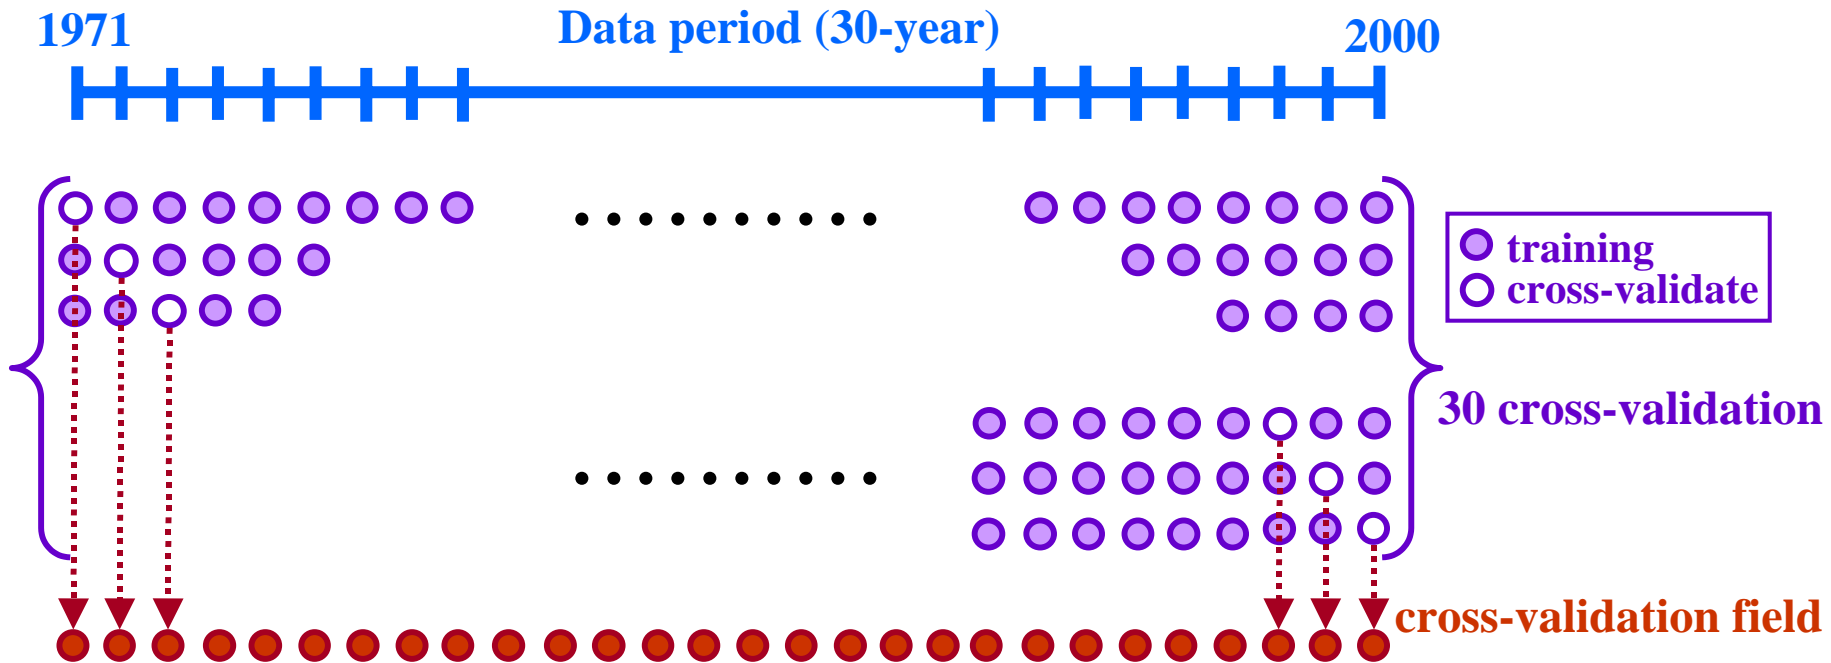 1971
Data period (30-year)
2000
training
cross-validate
30 cross-validation
cross-validation field